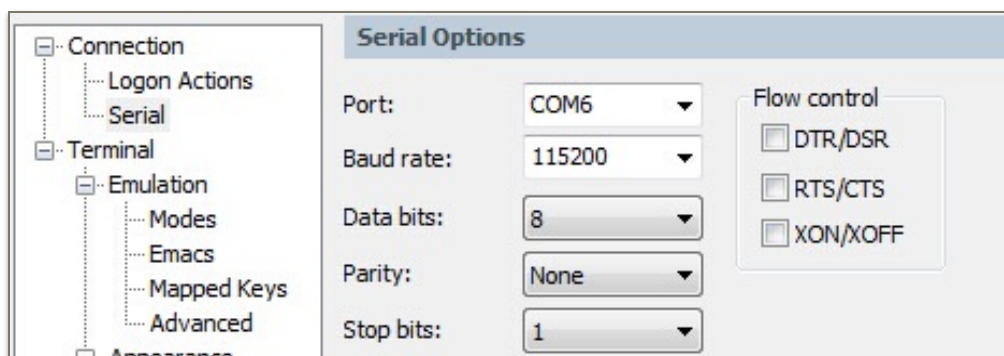 Connection
Logon Actions
Serial
Terminal
Emulation
Modes
Emacs
Mapped Keys
Advanced
Appearance
Serial Options
Port: COM6
Baud rate: 115200
Data bits: 8
Parity: None
Stop bits: 1
Flow control
DTR/DSR
RTS/CTS
XON/XOFF